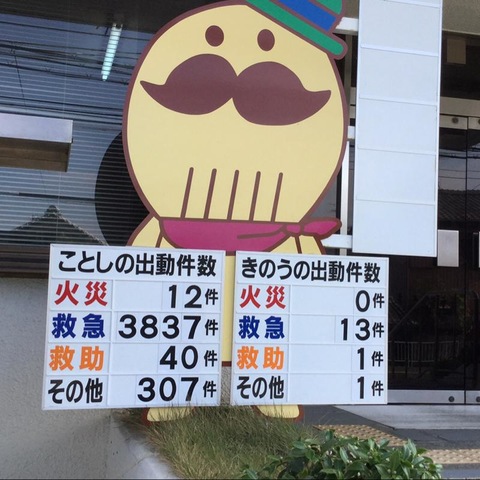 ことしの出動件数
火災 12件
救急 3837件
救助 40件
その他 307件
きのうの出動件数
火災 0件
救急 13件
救助 1件
その他 1件